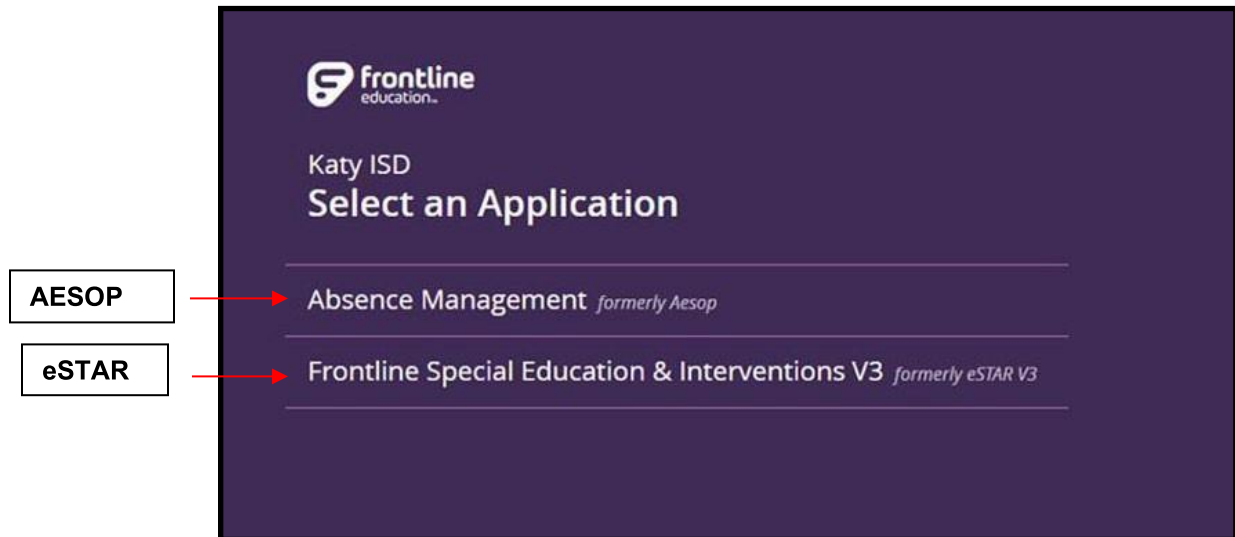 frontline
education™
Katy ISD
Select an Application
AESOP
Absence Management formerly Aesop
eSTAR
Frontline Special Education & Interventions V3 formerly eSTAR V3